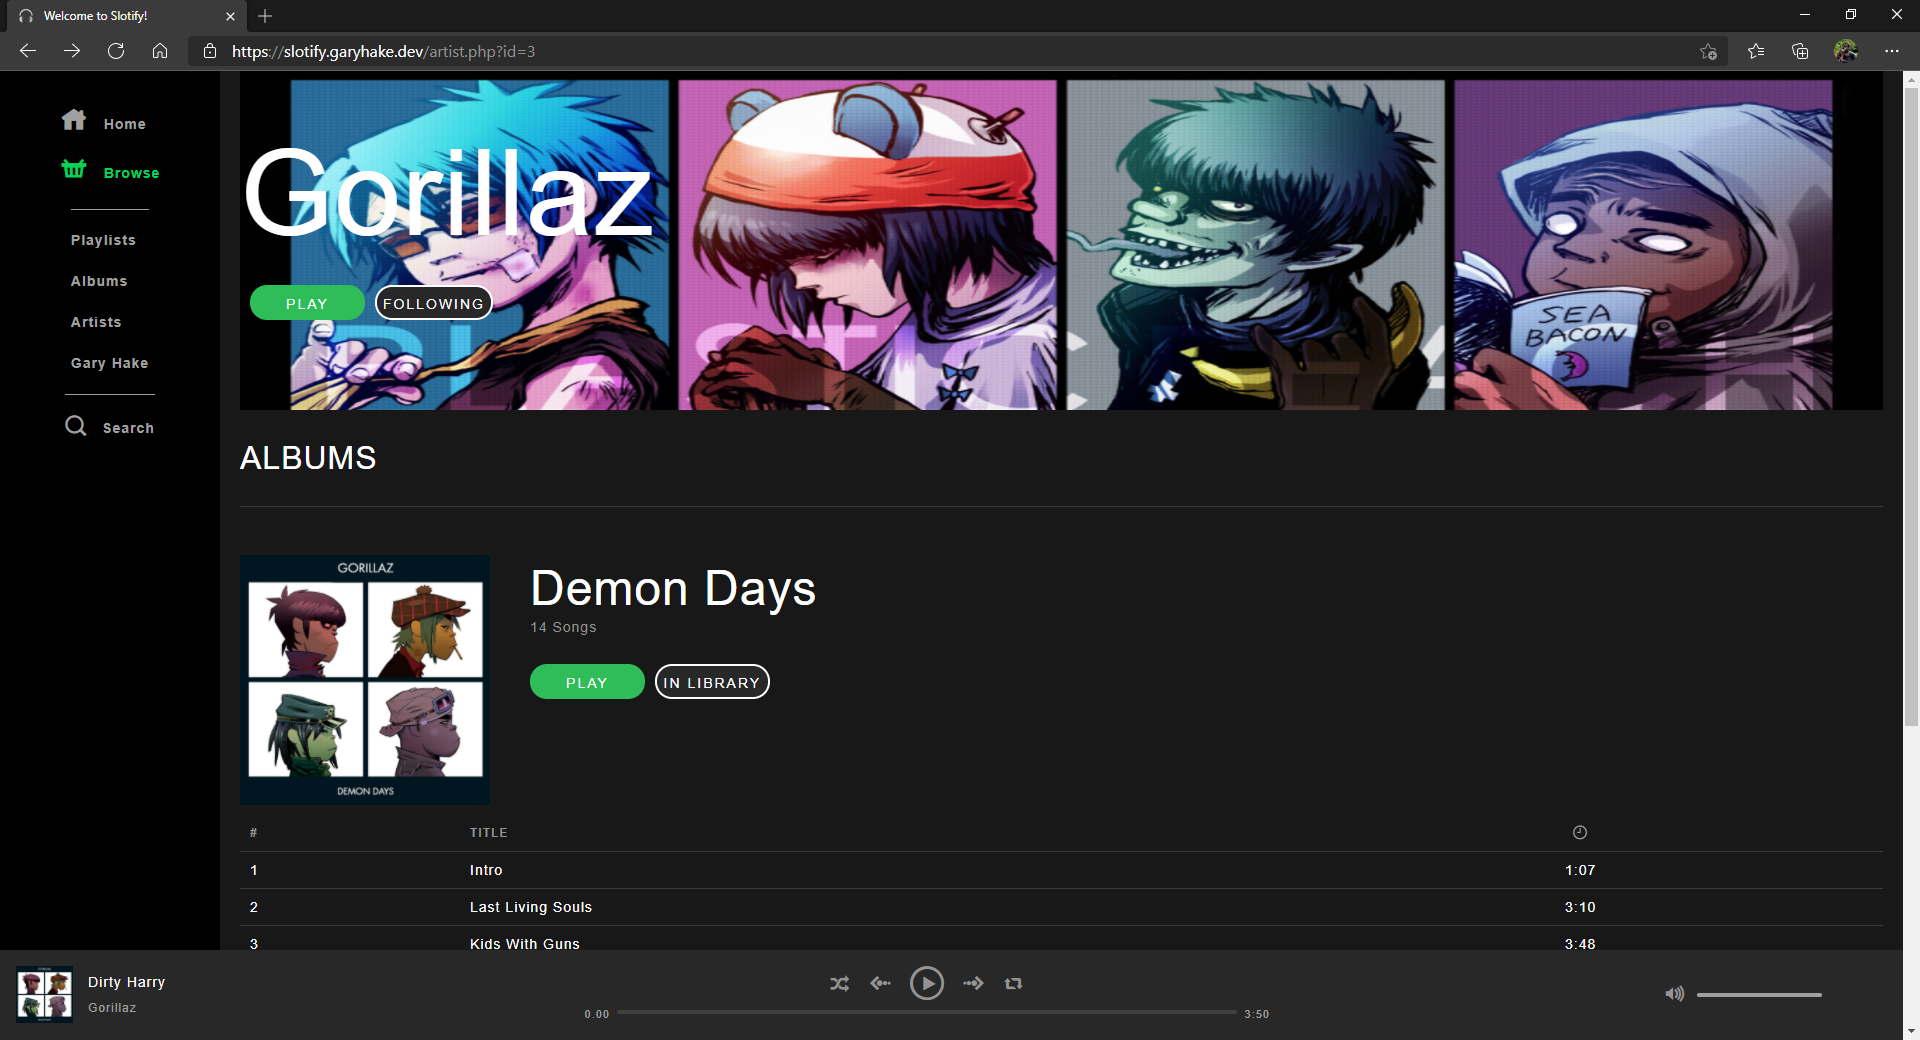 Welcome to Slotify!
https://slotify.garyhake.dev/artist.php?id=3
Home
Browse
Playlists
Albums
Artists
Gary Hake
Search
Gorillaz
PLAY
FOLLOWING
SEA
BACON
ALBUMS
GORILLAZ
DEMON DAYS
Demon Days
14 Songs
PLAY
IN LIBRARY
# TITLE
1 Intro 1:07
2 Last Living Souls 3:10
3 Kids With Guns 3:48
Dirty Harry
Gorillaz
0.00
3:50